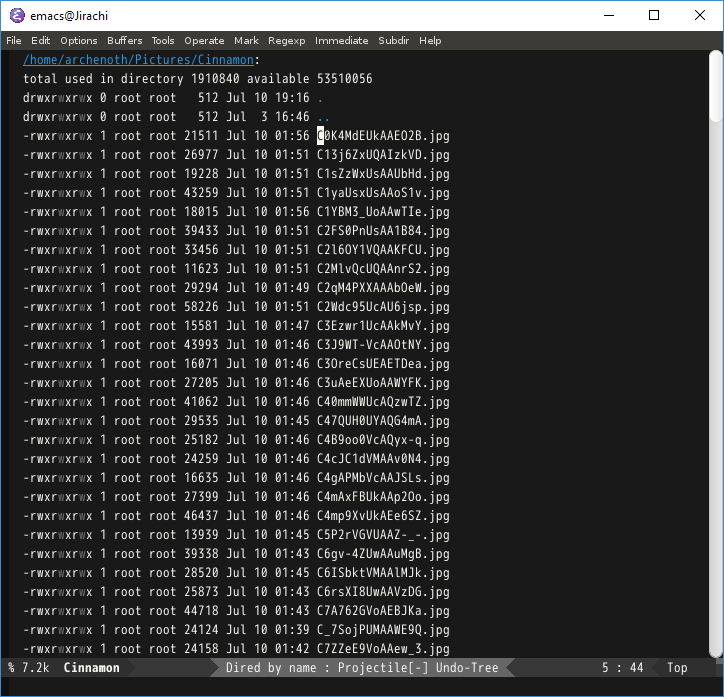 emacs@Jirachi
File Edit Options Buffers Tools Operate Mark Regexp Immediate Subdir Help
/home/archenoth/Pictures/Cinnamon:
total used in directory 1910840 available 53510056
drwxrwxrwx 0 root root 512 Jul 10 19:16 .
drwxrwxrwx 0 root root 512 Jul 3 16:46 ..
-rwxrwxrwx 1 root root 21511 Jul 10 01:56 C0K4MdEUkAAEO2B.jpg
-rwxrwxrwx 1 root root 26977 Jul 10 01:51 C13j6ZxUQAIzkVD.jpg
-rwxrwxrwx 1 root root 19228 Jul 10 01:51 C1sZzWxUsAAUbHd.jpg
-rwxrwxrwx 1 root root 43259 Jul 10 01:51 C1yaUsxUsAAoS1v.jpg
-rwxrwxrwx 1 root root 18015 Jul 10 01:56 C1YBM3_UoAAwTIe.jpg
-rwxrwxrwx 1 root root 39433 Jul 10 01:51 C2FS0PnUsAA1B84.jpg
-rwxrwxrwx 1 root root 33456 Jul 10 01:51 C2l6OY1VQAAKFCU.jpg
-rwxrwxrwx 1 root root 11623 Jul 10 01:51 C2MlvQcUQAAnrS2.jpg
-rwxrwxrwx 1 root root 29294 Jul 10 01:49 C2qM4PXXAAAbOeW.jpg
-rwxrwxrwx 1 root root 58226 Jul 10 01:51 C2Wdc95UcAU6jsp.jpg
-rwxrwxrwx 1 root root 15581 Jul 10 01:47 C3Ezwr1UcAAkMvY.jpg
-rwxrwxrwx 1 root root 43993 Jul 10 01:46 C3J9WT-VcAAOtNY.jpg
-rwxrwxrwx 1 root root 16071 Jul 10 01:46 C3OreCsUEAETDea.jpg
-rwxrwxrwx 1 root root 27205 Jul 10 01:46 C3uAeEXUoAAWYFK.jpg
-rwxrwxrwx 1 root root 41062 Jul 10 01:46 C40mmWWUcAQzwTZ.jpg
-rwxrwxrwx 1 root root 29535 Jul 10 01:45 C47QUH0UYAQG4mA.jpg
-rwxrwxrwx 1 root root 25182 Jul 10 01:46 C4B9oo0VcAQyx-q.jpg
-rwxrwxrwx 1 root root 24259 Jul 10 01:46 C4cJC1dVMAAv0N4.jpg
-rwxrwxrwx 1 root root 16635 Jul 10 01:46 C4gAPMbVcAAJSLs.jpg
-rwxrwxrwx 1 root root 27399 Jul 10 01:46 C4mAxFBUkAAp2Oo.jpg
-rwxrwxrwx 1 root root 46437 Jul 10 01:46 C4mp9XvUkAEe6SZ.jpg
-rwxrwxrwx 1 root root 13939 Jul 10 01:45 C5P2rVGVUAAZ-_-.jpg
-rwxrwxrwx 1 root root 39338 Jul 10 01:43 C6gv-4ZUwAAuMgB.jpg
-rwxrwxrwx 1 root root 28520 Jul 10 01:45 C6ISbktVMAAlMJk.jpg
-rwxrwxrwx 1 root root 25873 Jul 10 01:43 C6rsXI8UwAAVzDG.jpg
-rwxrwxrwx 1 root root 44718 Jul 10 01:43 C7A762GVoAEBJKa.jpg
-rwxrwxrwx 1 root root 24124 Jul 10 01:39 C_7SojPUMAAWE9Q.jpg
-rwxrwxrwx 1 root root 24158 Jul 10 01:42 C7ZZeE9VoAAew_3.jpg
% 7.2k Cinnamon Dired by name : Projectile[-] Undo-Tree 5 : 44 Top